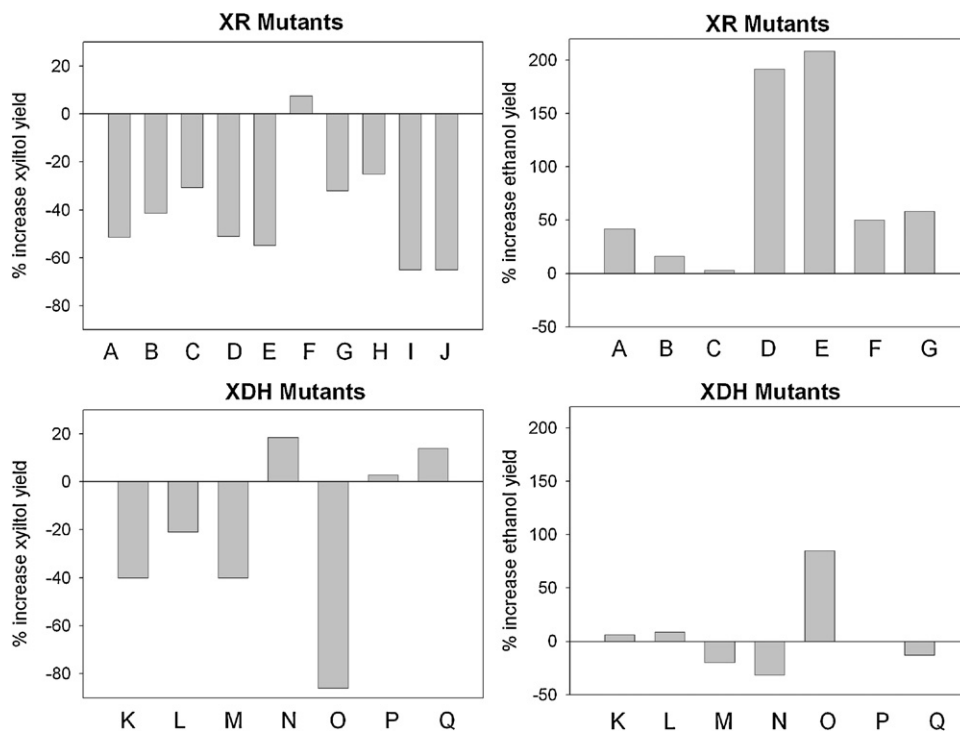 XR Mutants
% increase xyiltol yield
20
0
-20
-40
-60
-80
A B C D E F G H I J
XR Mutants
% increase ethanol yield
200
150
100
50
0
-50
A B C D E F G
XDH Mutants
% increase xyiltol yield
20
0
-20
-40
-60
-80
K L M N O P Q
XDH Mutants
% increase ethanol yield
200
150
100
50
0
-50
K L M N O P Q